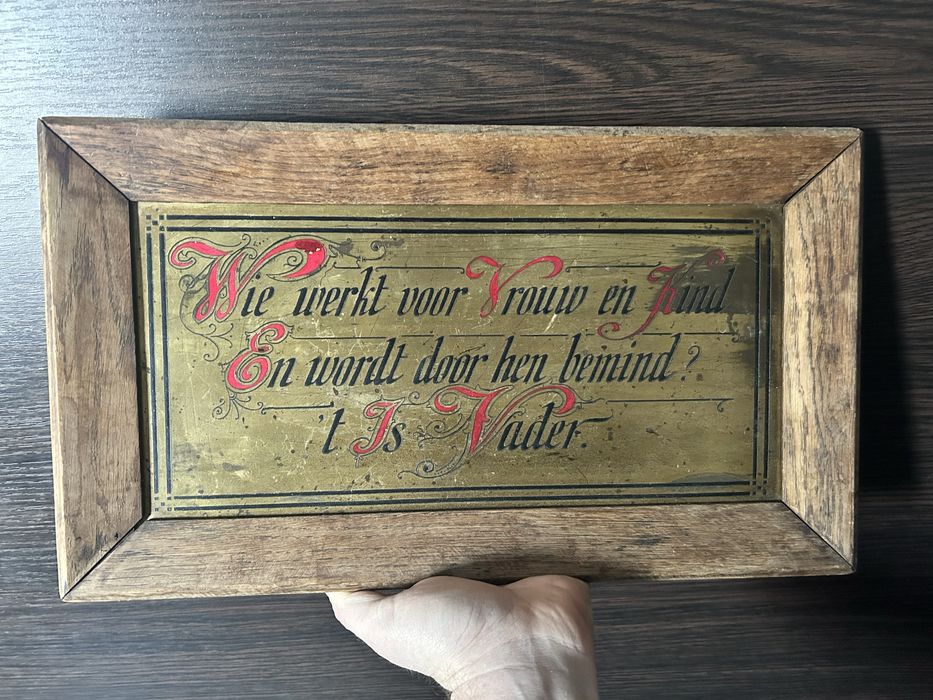 Wie werkt voor Vrouw en Kind
En wordt door hen bemind?
't Is Vader.